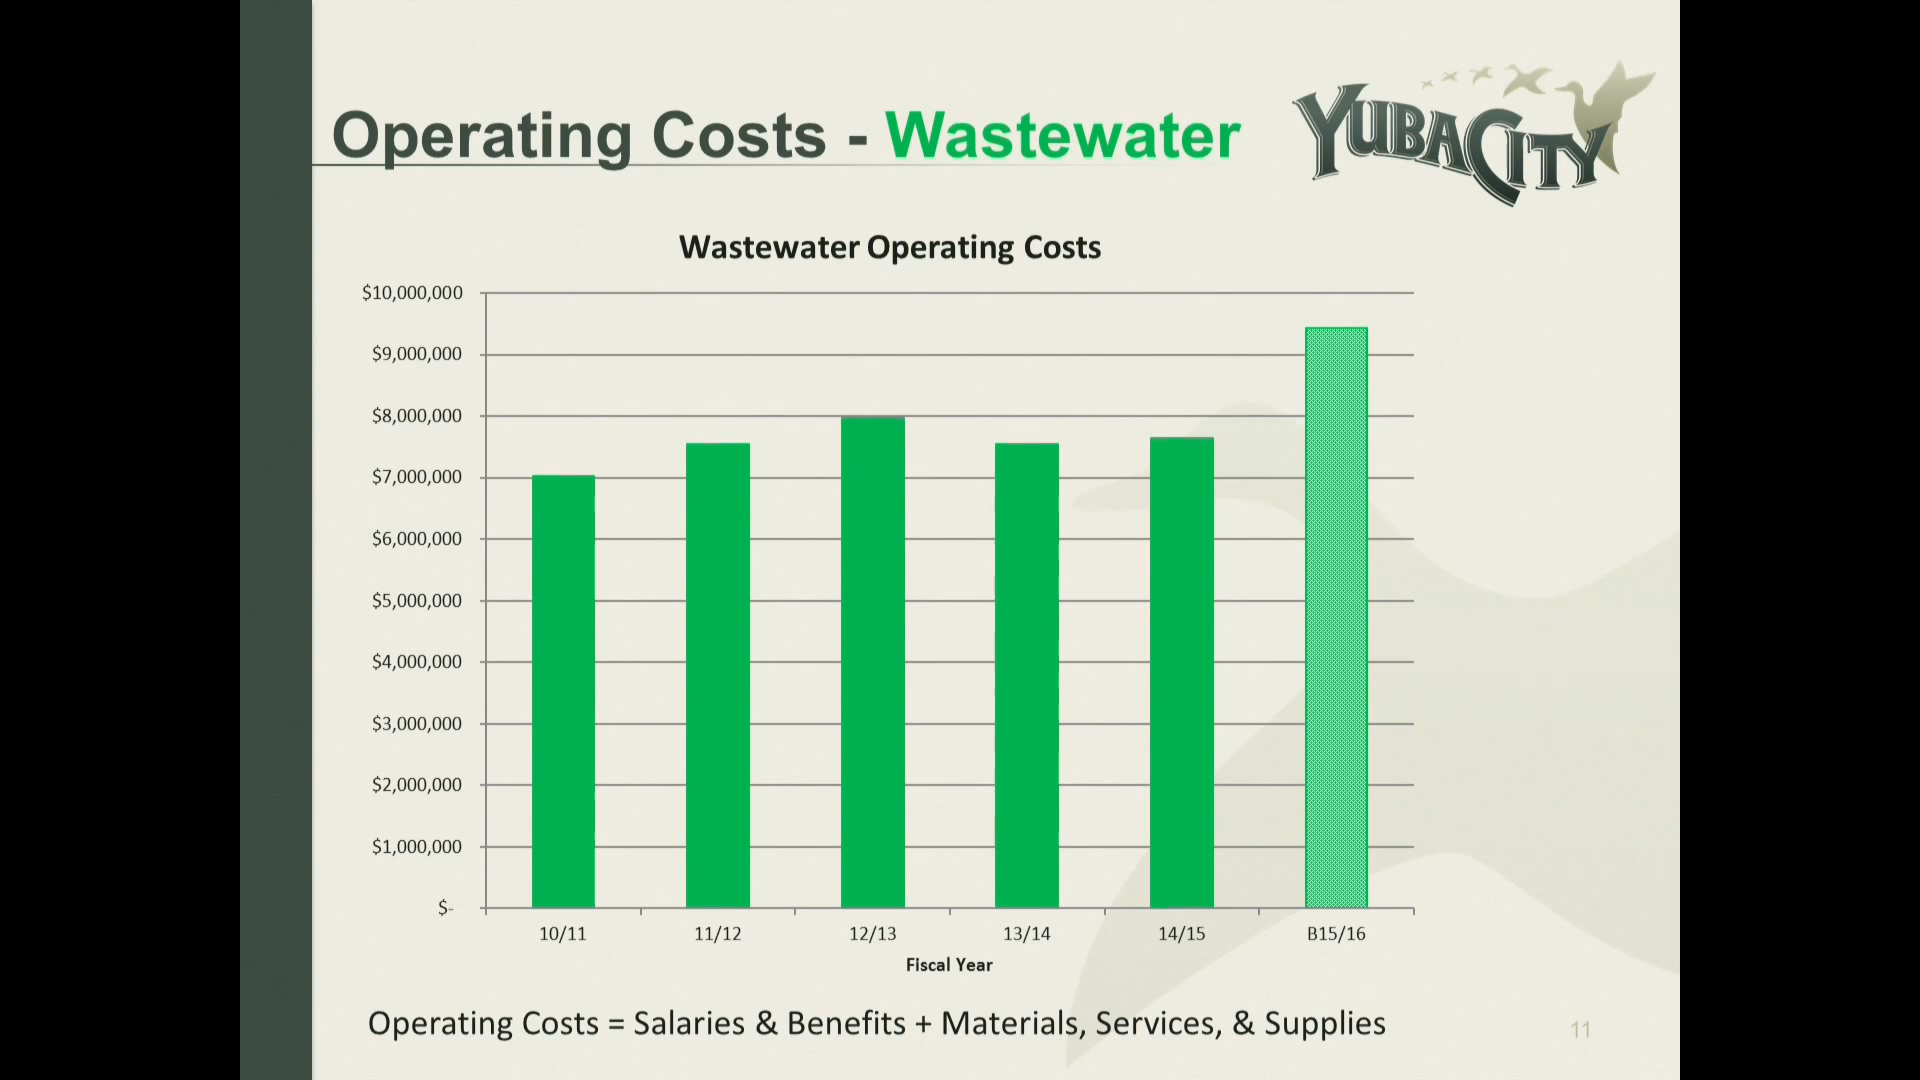 Operating Costs - Wastewater
YUBA CITY
Wastewater Operating Costs
$10,000,000
$9,000,000
$8,000,000
$7,000,000
$6,000,000
$5,000,000
$4,000,000
$3,000,000
$2,000,000
$1,000,000
$-
10/11 11/12 12/13 13/14 14/15 B15/16
Fiscal Year
Operating Costs = Salaries & Benefits + Materials, Services, & Supplies
11